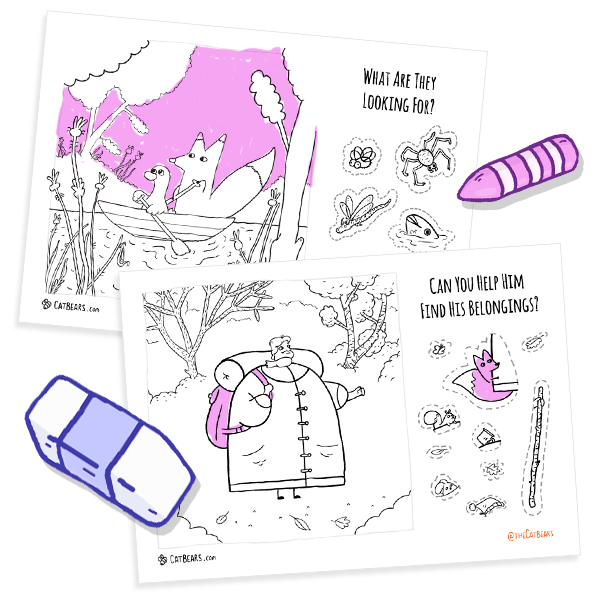 What Are They
Looking For?
CatBears.com
Can You Help Him
Find His Belongings?
@theCatBears
CatBears.com